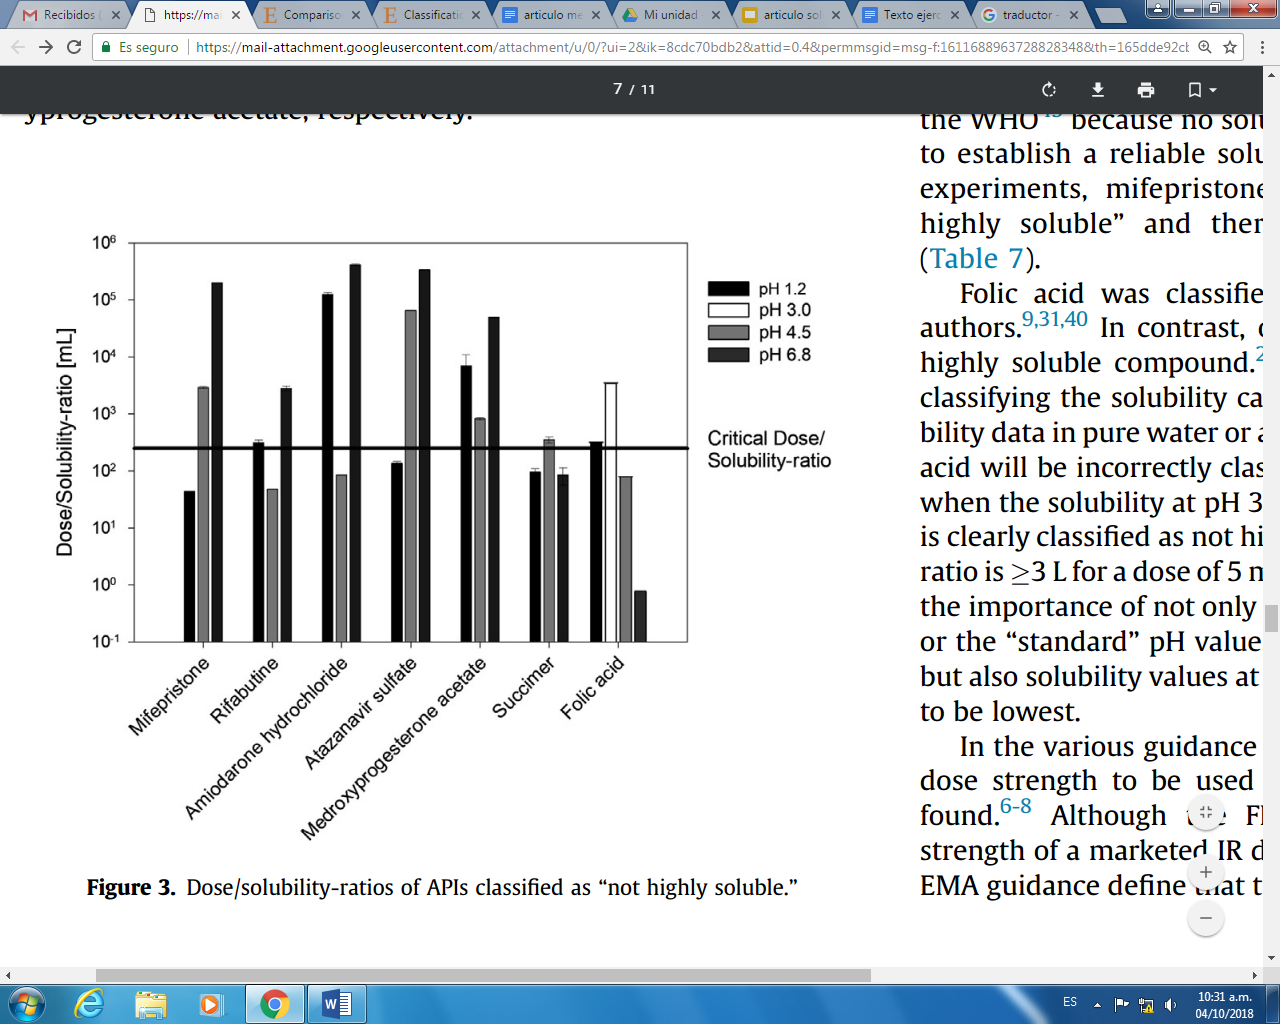 Recibidos (
https://mai
Compariso
Classificati
articulo me
Mi unidad
articulo sol
Texto ejerc
traductor -
Es seguro | https://mail-attachment.googleusercontent.com/attachment/u/0/?ui=2&ik=8cdc70bdb2&attid=0.4&permmsgid=msg-f:1611688963728828348&th=165dde92cb
7 / 11
yprogesterone acetate, respectively.
10⁶
10⁵
10⁴
10³
10²
10¹
10⁰
10⁻¹
Dose/Solubility-ratio [mL]
pH 1.2
pH 3.0
pH 4.5
pH 6.8
Critical Dose/
Solubility-ratio
Mifepristone
Rifabutine
Amiodarone hydrochloride
Atazanavir sulfate
Medroxyprogesterone acetate
Succimer
Folic acid
Figure 3. Dose/solubility-ratios of APIs classified as “not highly soluble.”
the WHO because no solu
to establish a reliable solu
experiments, mifepristone
highly soluble” and ther
(Table 7).
Folic acid was classifie
authors.9,31,40 In contrast,
highly soluble compound.2
classifying the solubility ca
bility data in pure water or
acid will be incorrectly clas
when the solubility at pH 3
is clearly classified as not hi
ratio is ≥3 L for a dose of 5 m
the importance of not only
or the “standard” pH value
but also solubility values at
to be lowest.
In the various guidance
dose strength to be used
found.6-8 Although the FI
strength of a marketed IR d
EMA guidance define that t
ES
10:31 a.m.
04/10/2018